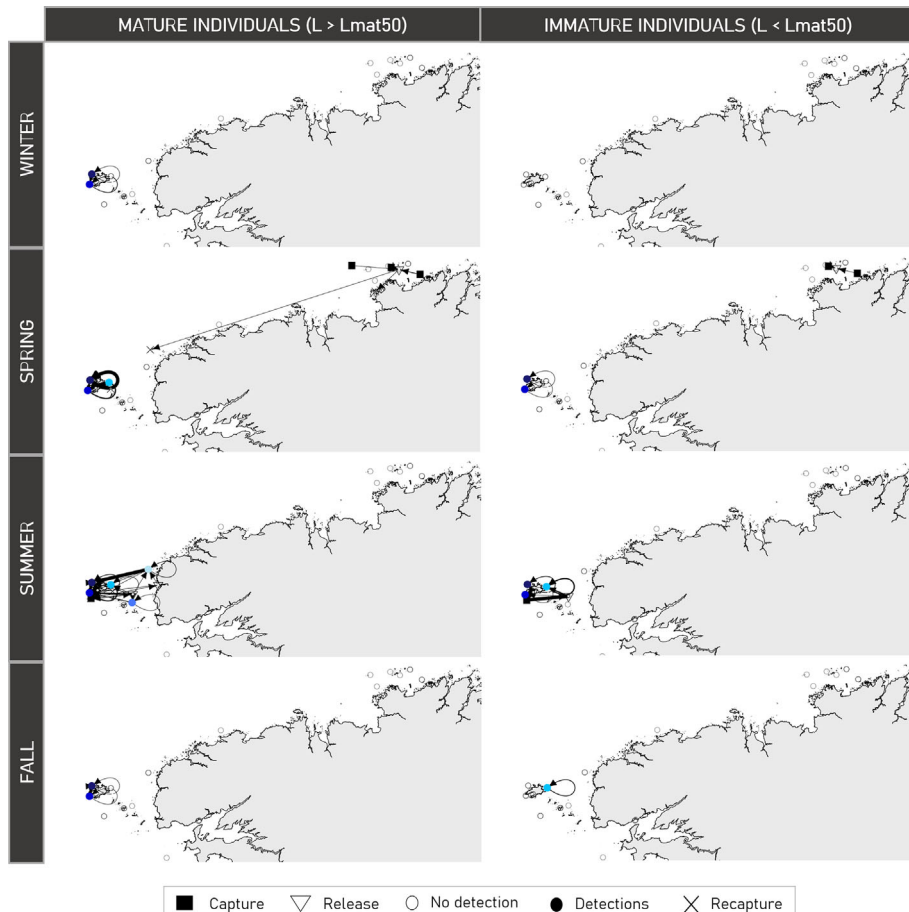 MATURE INDIVIDUALS (L > Lmat50)
IMMATURE INDIVIDUALS (L < Lmat50)
WINTER
SPRING
SUMMER
FALL
Capture
Release
No detection
Detections
Recapture